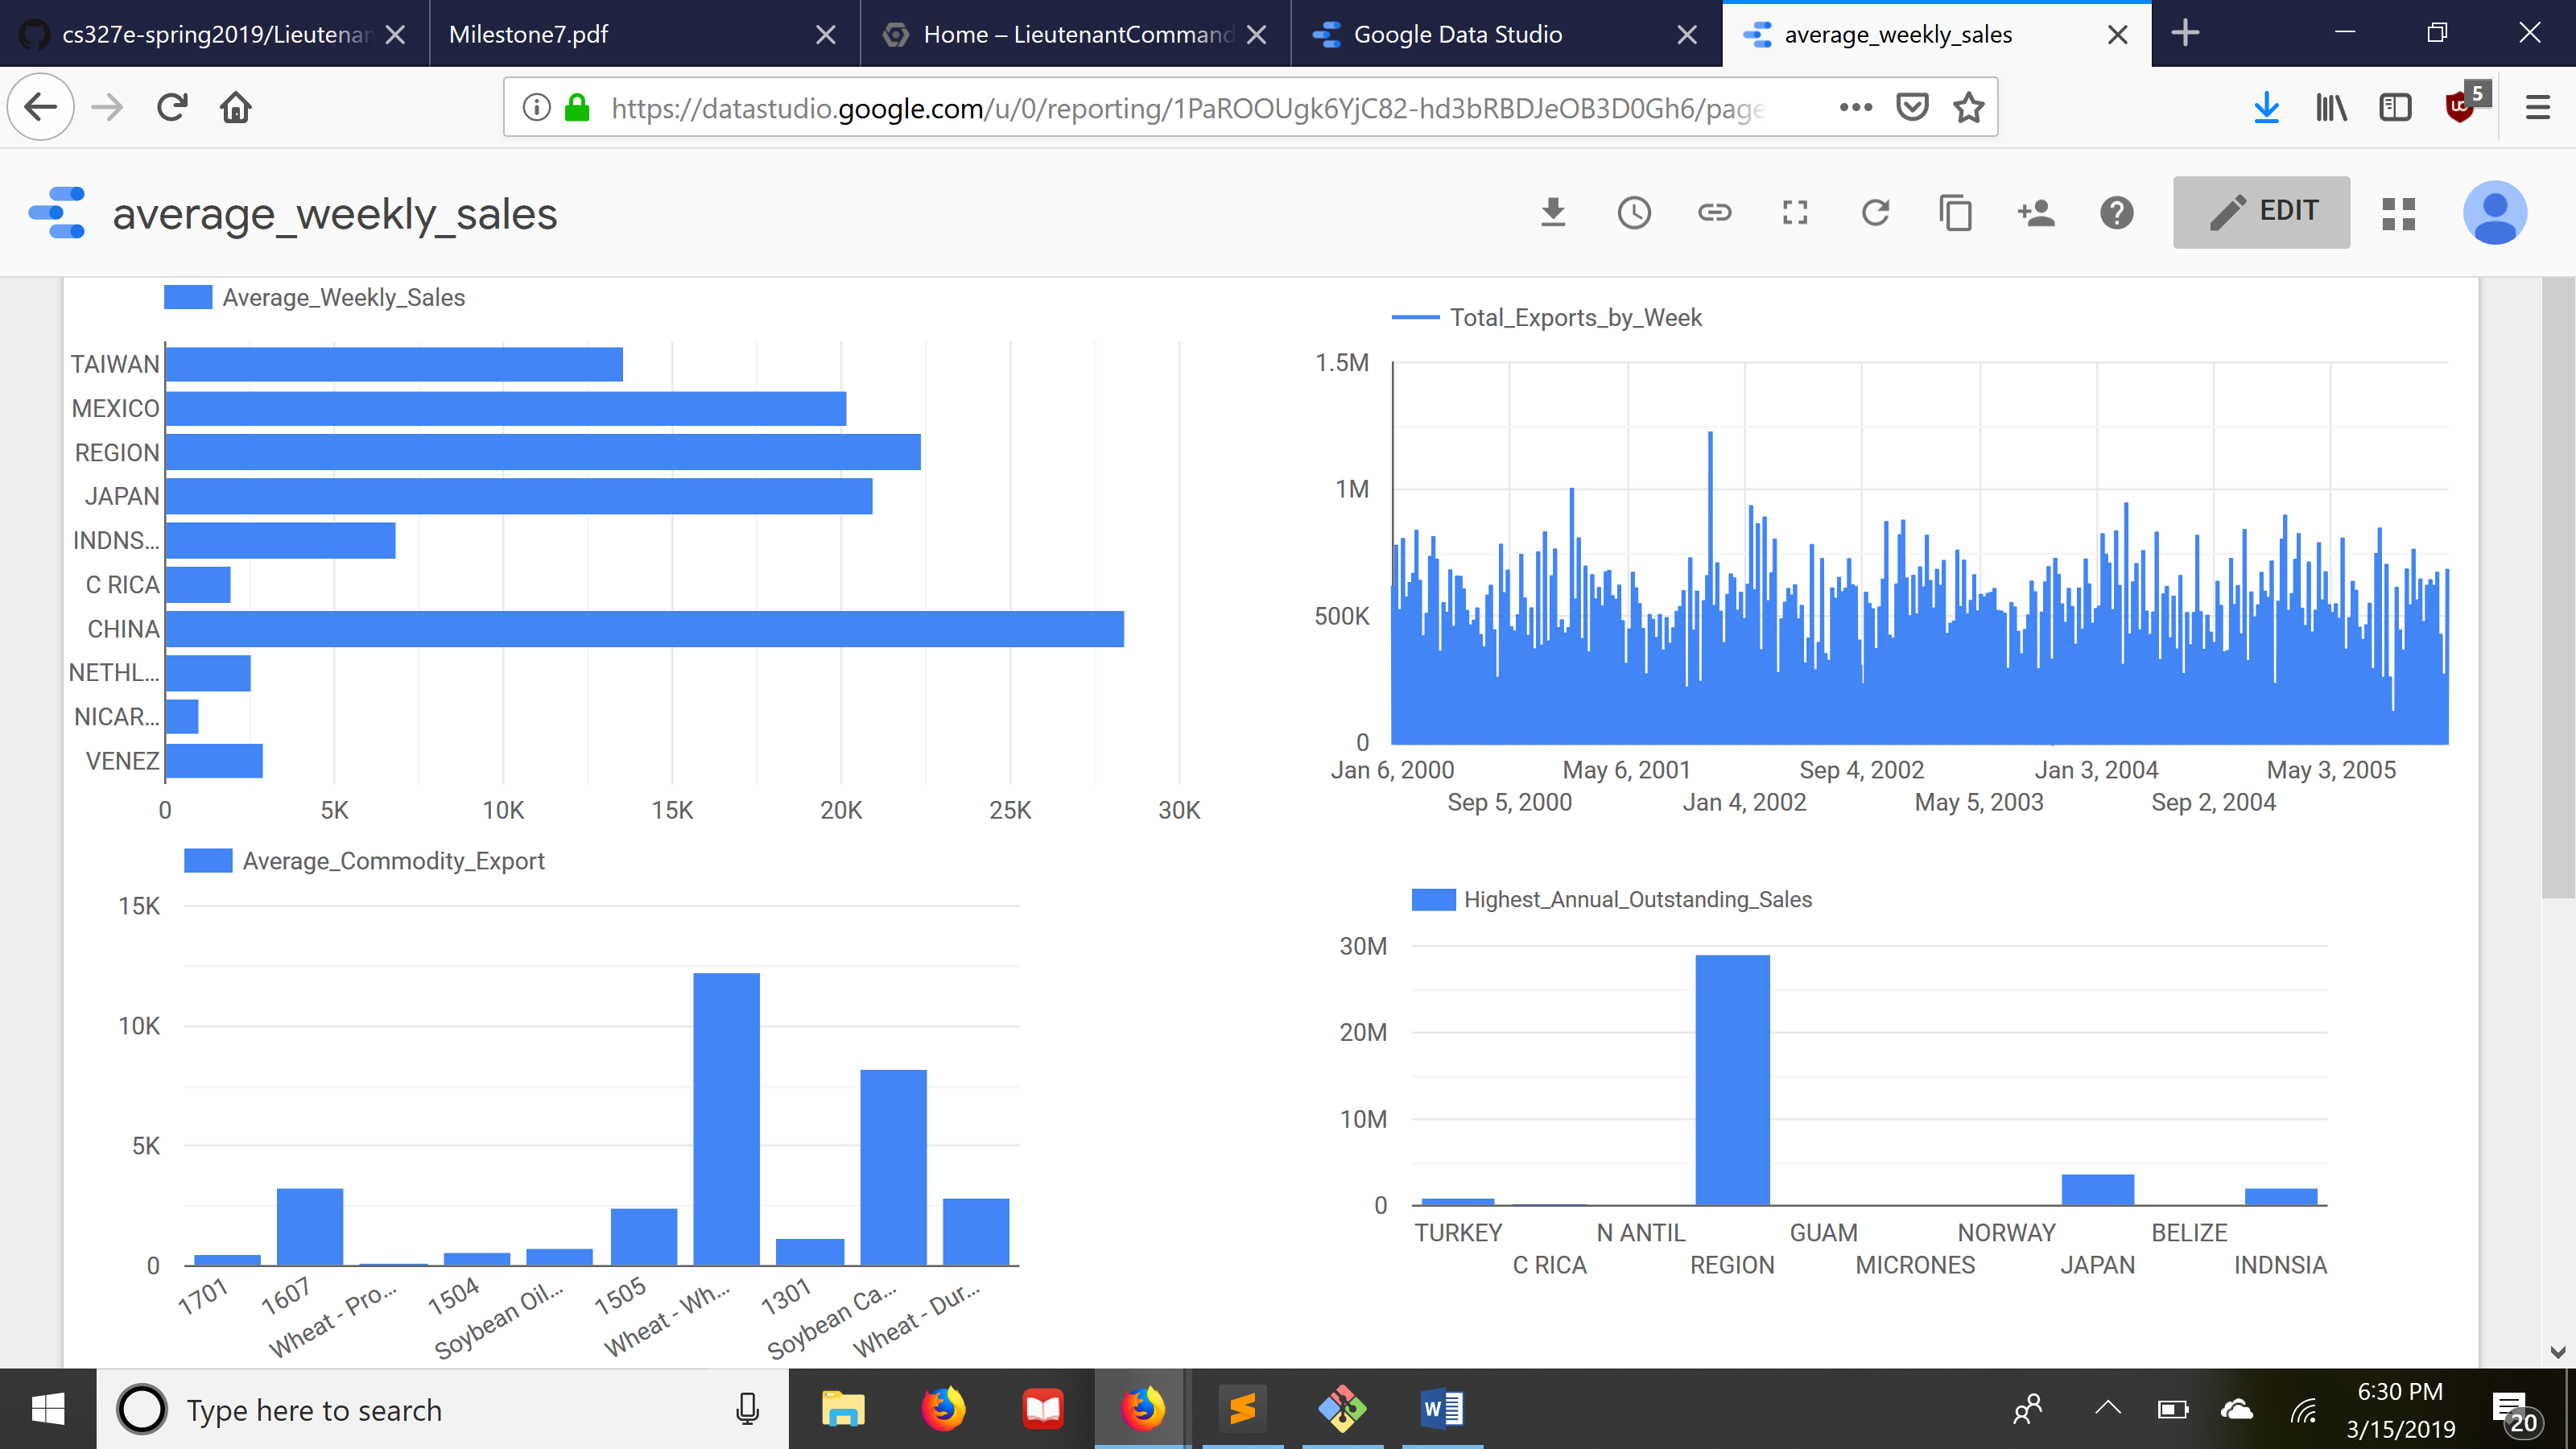 cs327e-spring2019/Lieutenan
Milestone7.pdf
Home – LieutenantCommand
Google Data Studio
average_weekly_sales
https://datastudio.google.com/u/0/reporting/1PaROOUgk6YjC82-hd3bRBDJeOB3D0Gh6/page
5
average_weekly_sales
EDIT
Average_Weekly_Sales
TAIWAN
MEXICO
REGION
JAPAN
INDNS...
C RICA
CHINA
NETHL...
NICAR...
VENEZ
0 5K 10K 15K 20K 25K 30K
Total_Exports_by_Week
1.5M
1M
500K
0
Jan 6, 2000 May 6, 2001 Sep 4, 2002 Jan 3, 2004 May 3, 2005
Sep 5, 2000 Jan 4, 2002 May 5, 2003 Sep 2, 2004
Average_Commodity_Export
15K
10K
5K
0
1701
1607
Wheat - Pro...
1504
Soybean Oil...
1505
Wheat - Wh...
1301
Soybean Ca...
Wheat - Dur...
Highest_Annual_Outstanding_Sales
30M
20M
10M
0
TURKEY N ANTIL GUAM NORWAY BELIZE
C RICA REGION MICRONES JAPAN INDNSIA
Type here to search
6:30 PM
3/15/2019
20